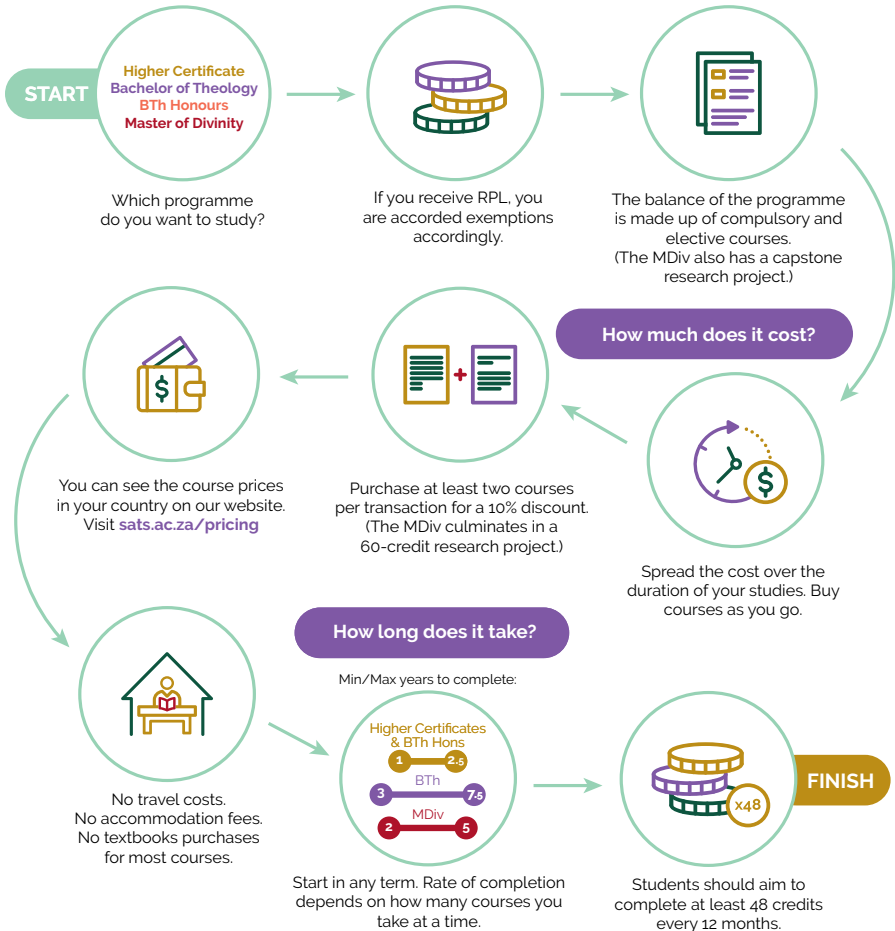 START
Higher Certificate
Bachelor of Theology
BTh Honours
Master of Divinity
Which programme
do you want to study?
If you receive RPL, you
are accorded exemptions
accordingly.
The balance of the programme
is made up of compulsory and
elective courses.
(The MDiv also has a capstone
research project.)
How much does it cost?
$
Spread the cost over the
duration of your studies. Buy
courses as you go.
+
Purchase at least two courses
per transaction for a 10% discount.
(The MDiv culminates in a
60-credit research project.)
$
You can see the course prices
in your country on our website.
Visit sats.ac.za/pricing
No travel costs.
No accommodation fees.
No textbooks purchases
for most courses.
How long does it take?
Min/Max years to complete:
Higher Certificates
& BTh Hons
1 2.5
BTh
3 7.5
MDiv
2 5
Start in any term. Rate of completion
depends on how many courses you
take at a time.
x48
FINISH
Students should aim to
complete at least 48 credits
every 12 months.